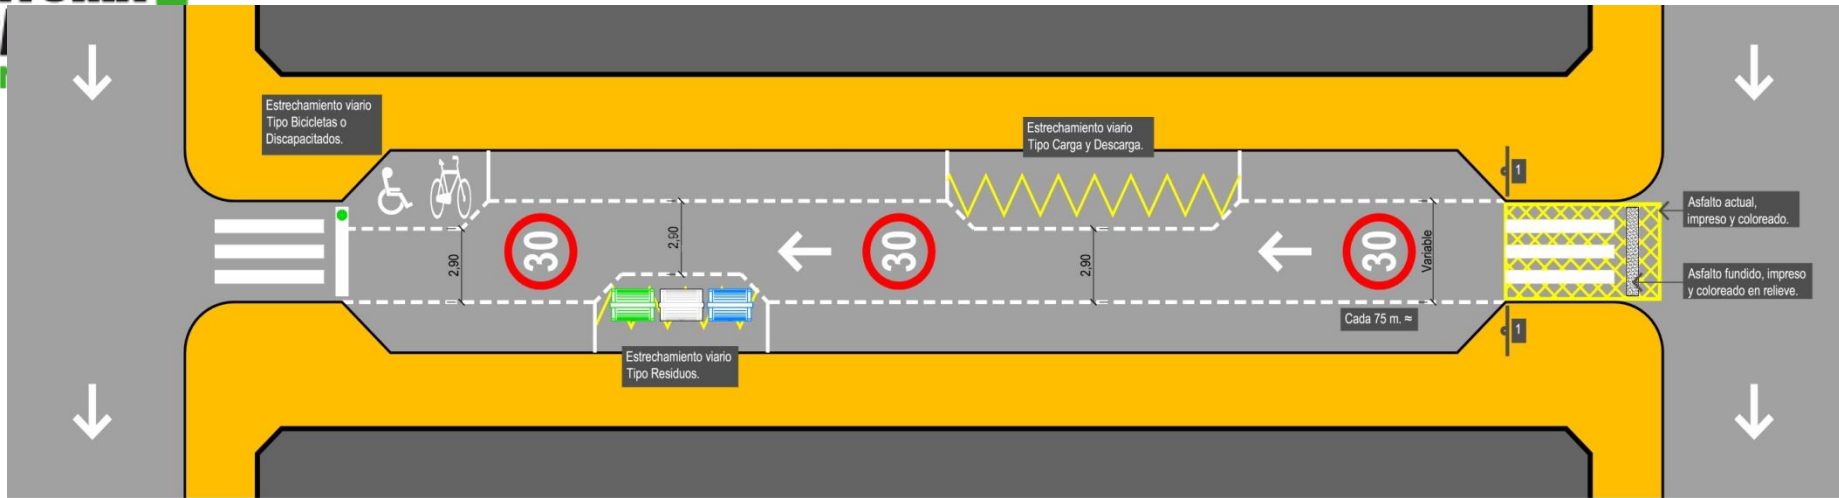 Estrechamiento viario
Tipo Bicicletas o
Discapacitados.
Estrechamiento viario
Tipo Carga y Descarga.
1
Asfalto actual,
impreso y coloreado.
30
30
30
2,90
2,90
2,90
Variable
Asfalto fundido, impreso
y coloreado en relieve.
Cada 75 m. ≈
1
Estrechamiento viario
Tipo Residuos.